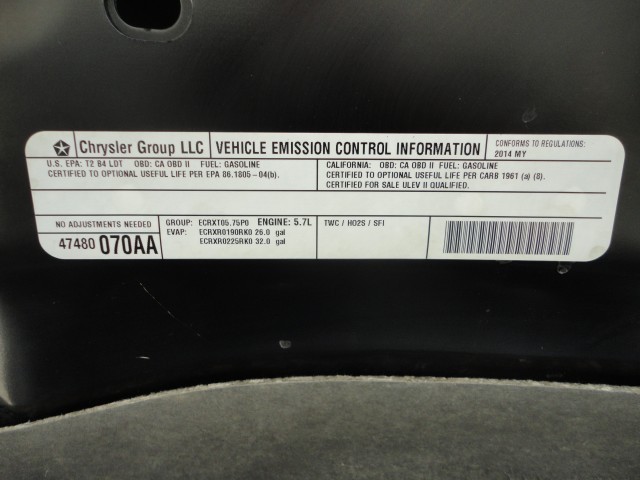 Chrysler Group LLC
VEHICLE EMISSION CONTROL INFORMATION
CONFORMS TO REGULATIONS:
2014 MY
U.S. EPA: T2 B4 LDT OBD: CA OBD II FUEL: GASOLINE
CERTIFIED TO OPTIONAL USEFUL LIFE PER EPA 86.1805-04(b).
CALIFORNIA: OBD: CA OBD II FUEL: GASOLINE
CERTIFIED TO OPTIONAL USEFUL LIFE PER CARB 1961 (a) (8).
CERTIFIED FOR SALE ULEV II QUALIFIED.
NO ADJUSTMENTS NEEDED
47480 070AA
GROUP: ECRXT05.75P0 ENGINE: 5.7L
EVAP: ECRXR0190RK0 26.0 gal
ECRXR0225RK0 32.0 gal
TWC / HO2S / SFI